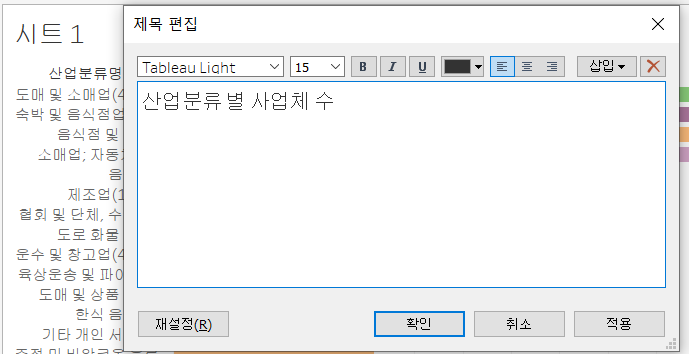 시트 1
제목 편집
Tableau Light
15
B I U
삽입
산업분류 별 사업체 수
산업분류명
도매 및 소매업(4
숙박 및 음식점업
음식점 및
소매업; 자동
음
제조업(1
협회 및 단체, 수
도로 화물
운수 및 창고업(4
육상운송 및 파이
도매 및 상품
한식 음
기타 개인 서
재설정(R)
확인
취소
적용